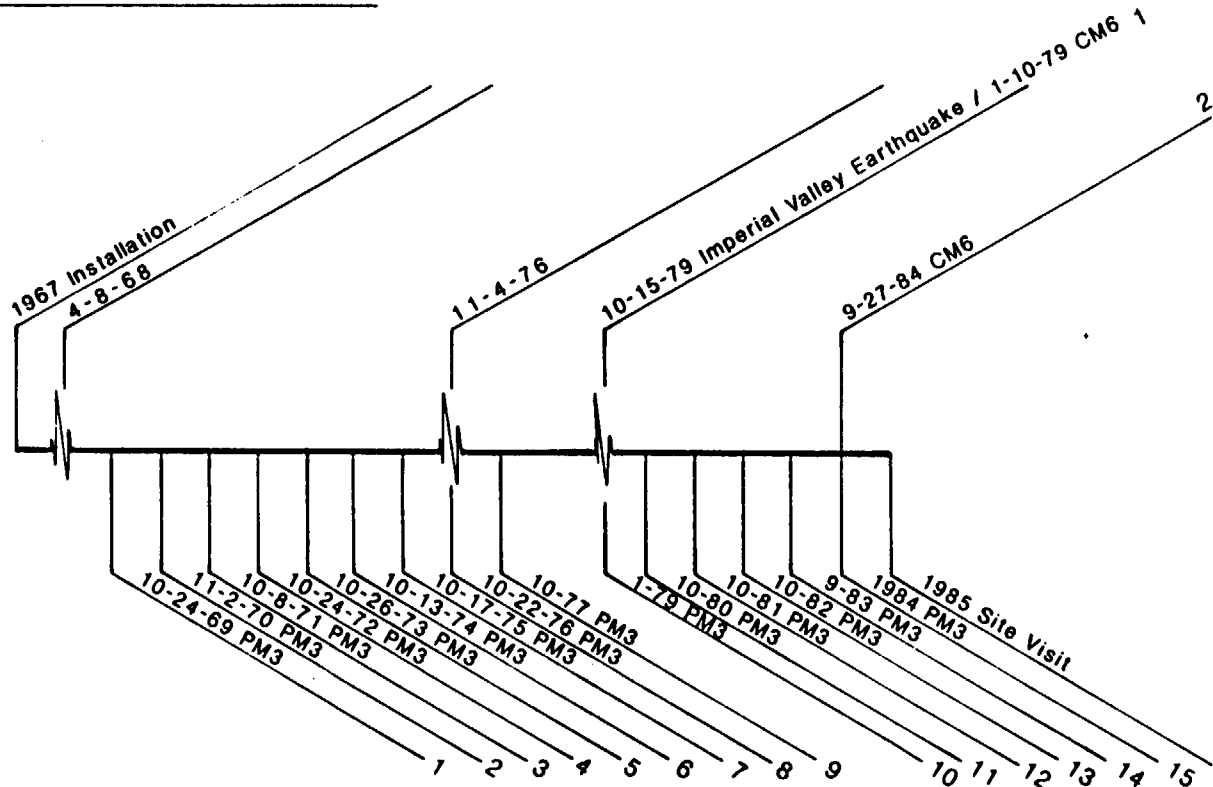 1967 Installation
4-8-68
11-4-76
10-15-79 Imperial Valley Earthquake / 1-10-79 CM6 1
9-27-84 CM6 2
10-24-69 PM3 1
11-2-70 PM3 2
10-8-71 PM3 3
10-24-72 PM3 4
10-26-73 PM3 5
10-13-74 PM3 6
10-17-75 PM3 7
10-22-76 PM3 8
10-77 PM3 9
1-79 PM3 10
10-80 PM3 11
10-81 PM3 12
10-82 PM3 13
9-83 PM3 14
1984 PM3 15
1985 Site Visit